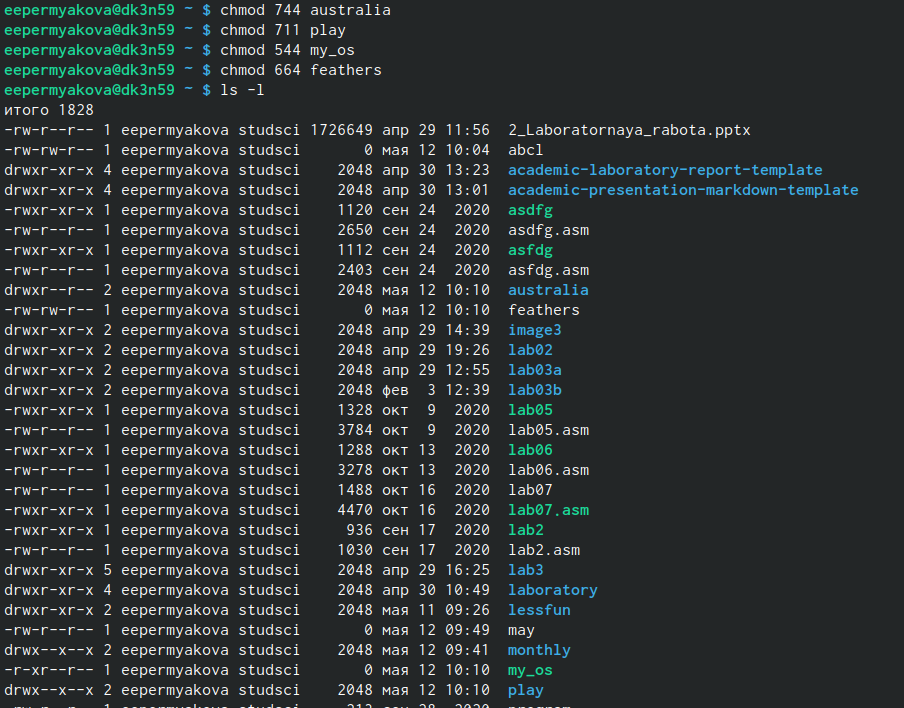 eepermyakova@dk3n59 ~ $ chmod 744 australia
eepermyakova@dk3n59 ~ $ chmod 711 play
eepermyakova@dk3n59 ~ $ chmod 544 my_os
eepermyakova@dk3n59 ~ $ chmod 664 feathers
eepermyakova@dk3n59 ~ $ ls -l
итого 1828
-rw-r--r-- 1 eepermyakova studsci 1726649 апр 29 11:56 2_Laboratornaya_rabota.pptx
-rw-rw-r-- 1 eepermyakova studsci 0 мая 12 10:04 abcl
drwxr-xr-x 4 eepermyakova studsci 2048 апр 30 13:23 academic-laboratory-report-template
drwxr-xr-x 4 eepermyakova studsci 2048 апр 30 13:01 academic-presentation-markdown-template
-rwxr-xr-x 1 eepermyakova studsci 1120 сен 24 2020 asdfg
-rw-r--r-- 1 eepermyakova studsci 2650 сен 24 2020 asdfg.asm
-rwxr-xr-x 1 eepermyakova studsci 1112 сен 24 2020 asfdg
-rw-r--r-- 1 eepermyakova studsci 2403 сен 24 2020 asfdg.asm
drwxr--r-- 2 eepermyakova studsci 2048 мая 12 10:10 australia
-rw-rw-r-- 1 eepermyakova studsci 0 мая 12 10:10 feathers
drwxr-xr-x 2 eepermyakova studsci 2048 апр 29 14:39 image3
drwxr-xr-x 2 eepermyakova studsci 2048 апр 29 19:26 lab02
drwxr-xr-x 2 eepermyakova studsci 2048 апр 29 12:55 lab03a
drwxr-xr-x 2 eepermyakova studsci 2048 фев 3 12:39 lab03b
-rwxr-xr-x 1 eepermyakova studsci 1328 окт 9 2020 lab05
-rw-r--r-- 1 eepermyakova studsci 3784 окт 9 2020 lab05.asm
-rwxr-xr-x 1 eepermyakova studsci 1288 окт 13 2020 lab06
-rw-r--r-- 1 eepermyakova studsci 3278 окт 13 2020 lab06.asm
-rw-r--r-- 1 eepermyakova studsci 1488 окт 16 2020 lab07
-rwxr-xr-x 1 eepermyakova studsci 4470 окт 16 2020 lab07.asm
-rwxr-xr-x 1 eepermyakova studsci 936 сен 17 2020 lab2
-rw-r--r-- 1 eepermyakova studsci 1030 сен 17 2020 lab2.asm
drwxr-xr-x 5 eepermyakova studsci 2048 апр 29 16:25 lab3
drwxr-xr-x 4 eepermyakova studsci 2048 апр 30 10:49 laboratory
drwxr-xr-x 2 eepermyakova studsci 2048 мая 11 09:26 lessfun
-rw-r--r-- 1 eepermyakova studsci 0 мая 12 09:49 may
drwx--x--x 2 eepermyakova studsci 2048 мая 12 09:41 monthly
-r-xr--r-- 1 eepermyakova studsci 0 мая 12 10:10 my_os
drwx--x--x 2 eepermyakova studsci 2048 мая 12 10:10 play